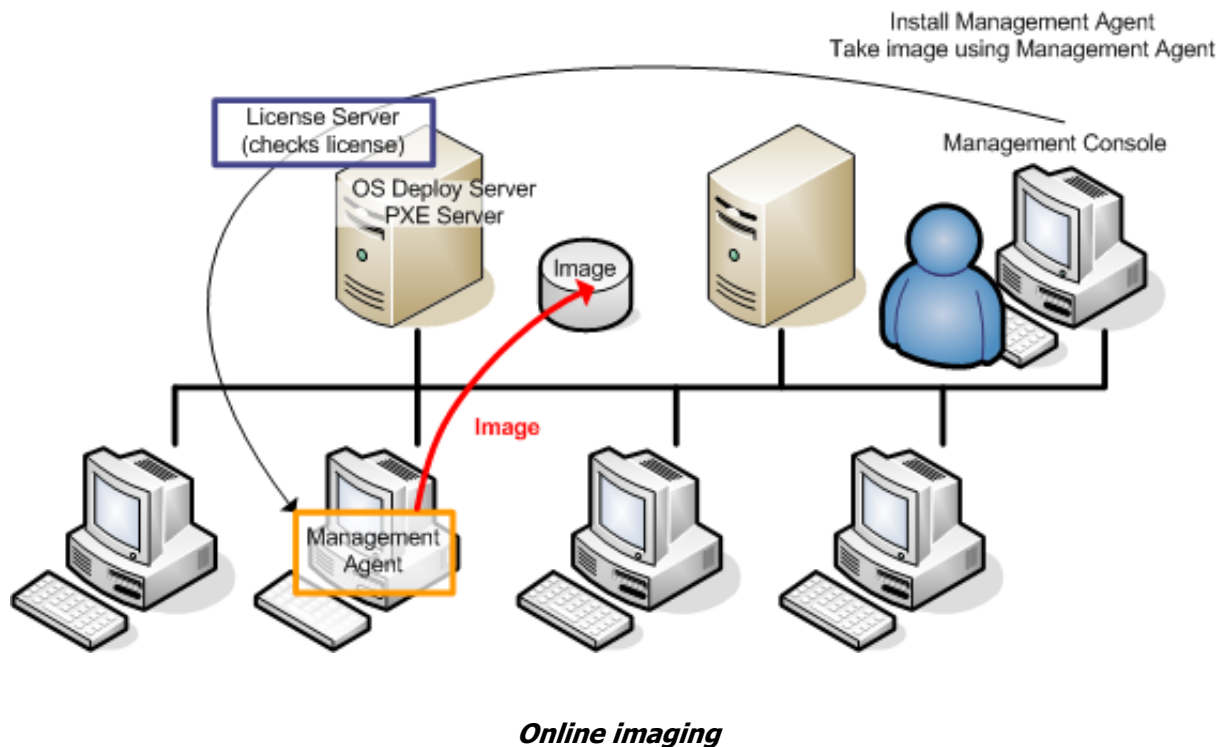 Install Management Agent
Take image using Management Agent
License Server
(checks license)
Management Console
OS Deploy Server
PXE Server
Image
Image
Management
Agent
Online imaging